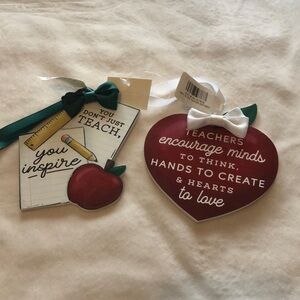 YOU
DON'T JUST
TEACH,
you
inspire
TEACHERS
encourage minds
TO THINK,
HANDS TO CREATE
& HEARTS
to love